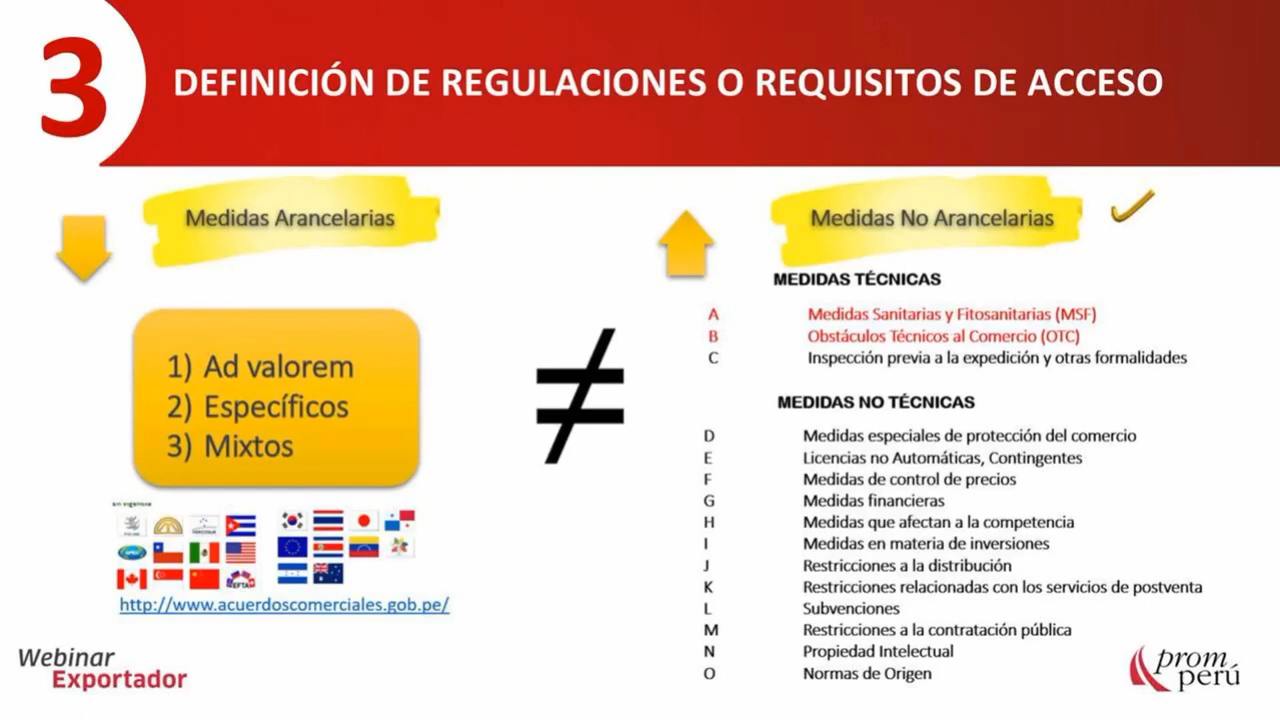 3
DEFINICIÓN DE REGULACIONES O REQUISITOS DE ACCESO
Medidas Arancelarias
1) Ad valorem
2) Específicos
3) Mixtos
http://www.acuerdoscomerciales.gob.pe/
≠
Medidas No Arancelarias
MEDIDAS TÉCNICAS
A Medidas Sanitarias y Fitosanitarias (MSF)
B Obstáculos Técnicos al Comercio (OTC)
C Inspección previa a la expedición y otras formalidades
MEDIDAS NO TÉCNICAS
D Medidas especiales de protección del comercio
E Licencias no Automáticas, Contingentes
F Medidas de control de precios
G Medidas financieras
H Medidas que afectan a la competencia
I Medidas en materia de inversiones
J Restricciones a la distribución
K Restricciones relacionadas con los servicios de postventa
L Subvenciones
M Restricciones a la contratación pública
N Propiedad Intelectual
O Normas de Origen
Webinar
Exportador
prom
perú